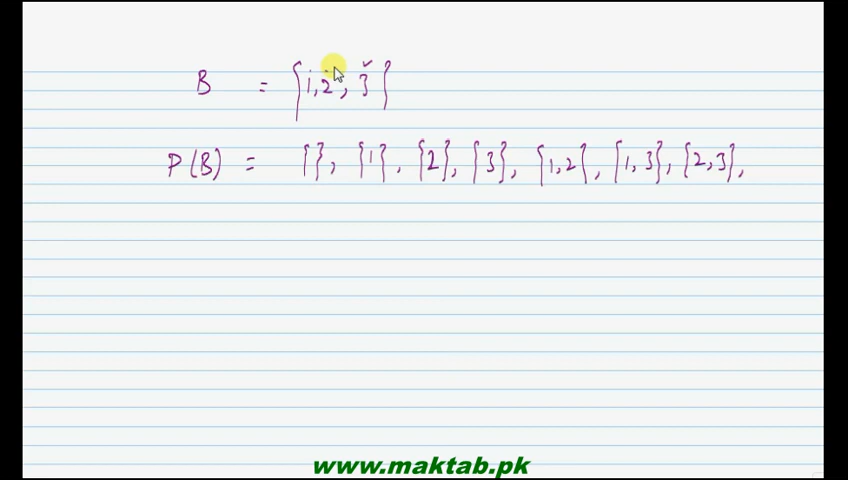 B = {1,2, 3}
P(B) = {}, {1}, {2}, {3}, {1,2}, {1,3}, {2,3},
www.maktab.pk